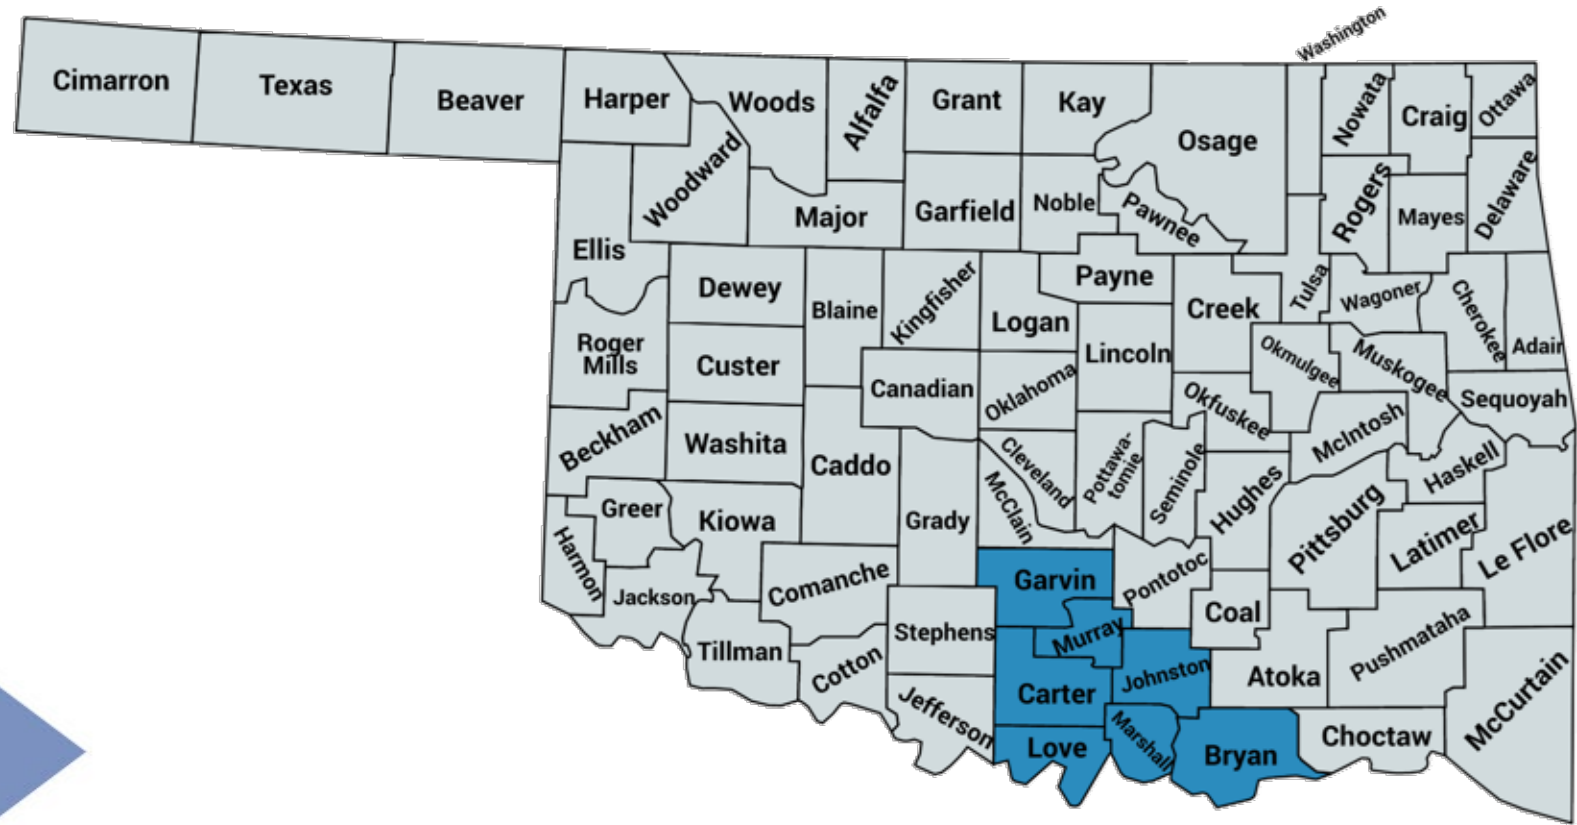 Washington
Cimarron
Texas
Beaver
Harper
Woods
Alfalfa
Grant
Kay
Osage
Nowata
Craig
Ottawa
Woodward
Major
Garfield
Noble
Pawnee
Rogers
Mayes
Delaware
Ellis
Dewey
Blaine
Kingfisher
Logan
Payne
Creek
Tulsa
Wagoner
Cherokee
Adair
Roger
Mills
Custer
Canadian
Oklahoma
Lincoln
Okmulgee
Muskogee
Sequoyah
Beckham
Washita
Caddo
Grady
McClain
Cleveland
Pottawa-
tomie
Seminole
Okfuskee
Hughes
McIntosh
Haskell
Pittsburg
Latimer
Le Flore
Harmon
Greer
Kiowa
Jackson
Comanche
Garvin
Pontotoc
Coal
Tillman
Cotton
Stephens
Murray
Johnston
Atoka
Pushmataha
Jefferson
Carter
Love
Marshall
Bryan
Choctaw
McCurtain